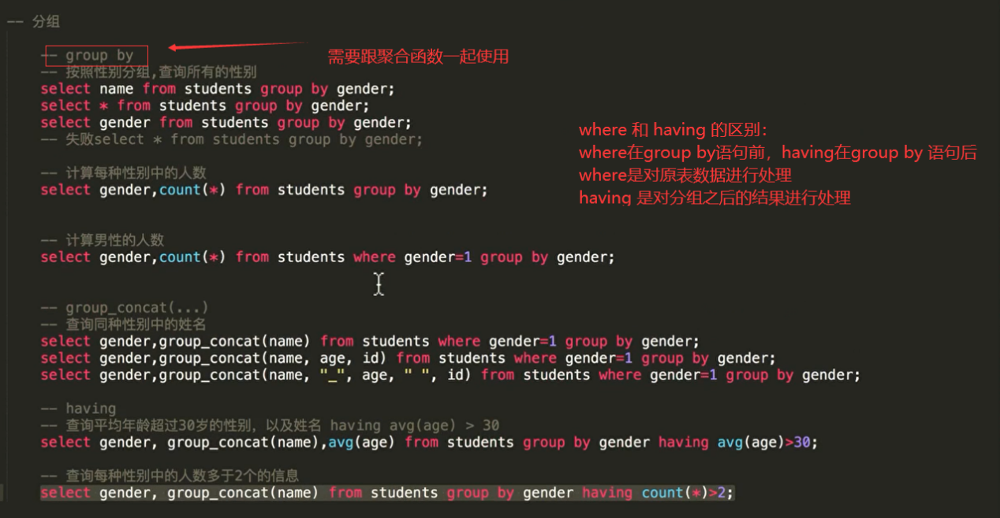 -- 分组
-- group by
需要跟聚合函数一起使用
-- 按照性别分组,查询所有的性别
select name from students group by gender;
select * from students group by gender;
select gender from students group by gender;
-- 失败select * from students group by gender;
where 和 having 的区别：
where在group by语句前，having在group by 语句后
where是对原表数据进行处理
having 是对分组之后的结果进行处理
-- 计算每种性别中的人数
select gender,count(*) from students group by gender;
-- 计算男性的人数
select gender,count(*) from students where gender=1 group by gender;
-- group_concat(...)
-- 查询同种性别中的姓名
select gender,group_concat(name) from students where gender=1 group by gender;
select gender,group_concat(name, age, id) from students where gender=1 group by gender;
select gender,group_concat(name, "_", age, " ", id) from students where gender=1 group by gender;
-- having
-- 查询平均年龄超过30岁的性别，以及姓名 having avg(age) > 30
select gender, group_concat(name),avg(age) from students group by gender having avg(age)>30;
-- 查询每种性别中的人数多于2个的信息
select gender, group_concat(name) from students group by gender having count(*)>2;